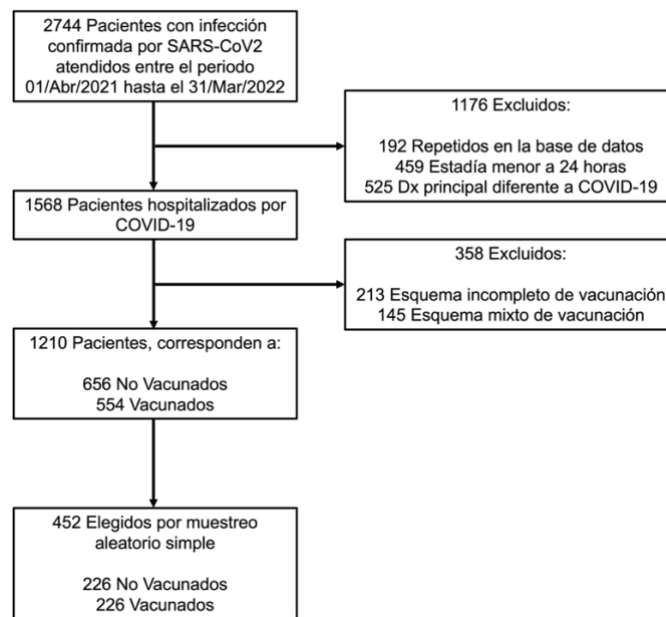 2744 Pacientes con infección
confirmada por SARS-CoV2
atendidos entre el periodo
01/Abr/2021 hasta el 31/Mar/2022
1176 Excluidos:
192 Repetidos en la base de datos
459 Estadía menor a 24 horas
525 Dx principal diferente a COVID-19
1568 Pacientes hospitalizados por
COVID-19
358 Excluidos:
213 Esquema incompleto de vacunación
145 Esquema mixto de vacunación
1210 Pacientes, corresponden a:
656 No Vacunados
554 Vacunados
452 Elegidos por muestreo
aleatorio simple
226 No Vacunados
226 Vacunados